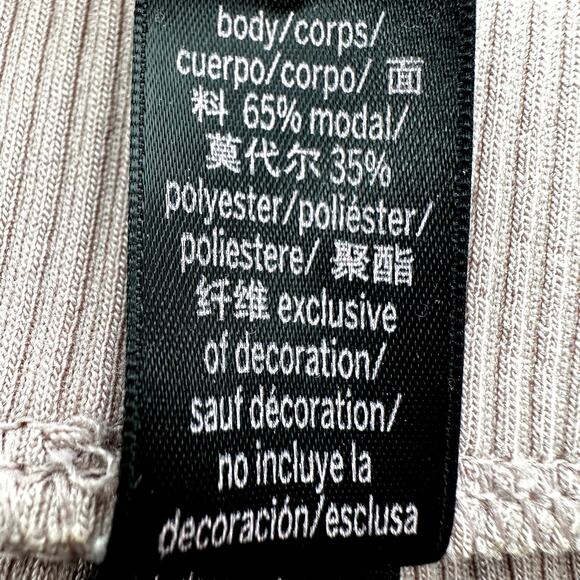 body/corps/
cuerpo/corpo/ 面
料 65% modal/
莫代尔 35%
polyester/poliéster/
poliestere/ 聚酯
纤维 exclusive
of decoration/
sauf décoration/
no incluye la
decoración/esclusa